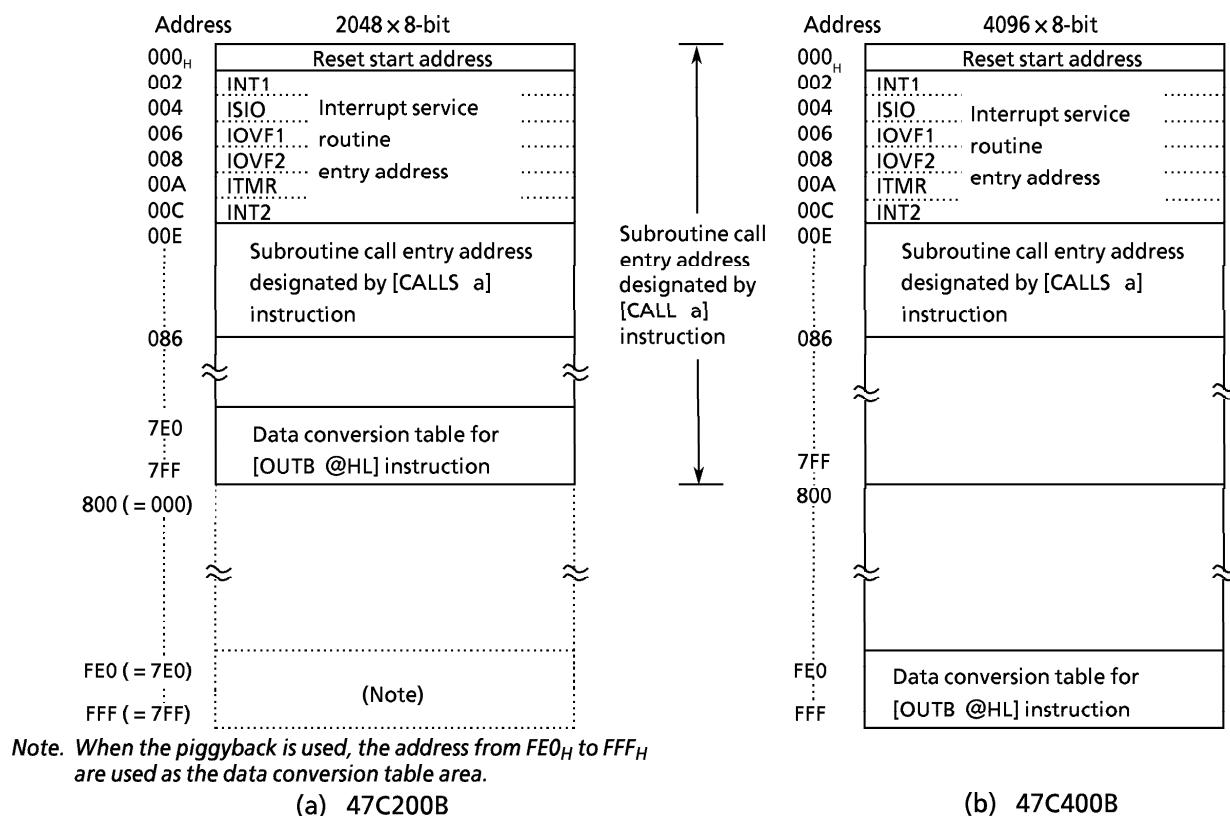 Address 2048 × 8-bit
000H Reset start address
002 INT1
004 ISIO Interrupt service
006 IOVF1 routine
008 IOVF2 entry address
00A ITMR
00C INT2
00E
Subroutine call entry address
designated by [CALLS a]
instruction
086
7E0 Data conversion table for
7FF [OUTB @HL] instruction
800 ( = 000)
FE0 ( = 7E0)
(Note)
FFF ( = 7FF)
Note. When the piggyback is used, the address from FE0H to FFFH
are used as the data conversion table area.
(a) 47C200B
Subroutine call
entry address
designated by
[CALL a]
instruction
Address 4096 × 8-bit
000H Reset start address
002 INT1
004 ISIO Interrupt service
006 IOVF1 routine
008 IOVF2 entry address
00A ITMR
00C INT2
00E
Subroutine call entry address
designated by [CALLS a]
instruction
086
7FF
800
FE0 Data conversion table for
FFF [OUTB @HL] instruction
(b) 47C400B